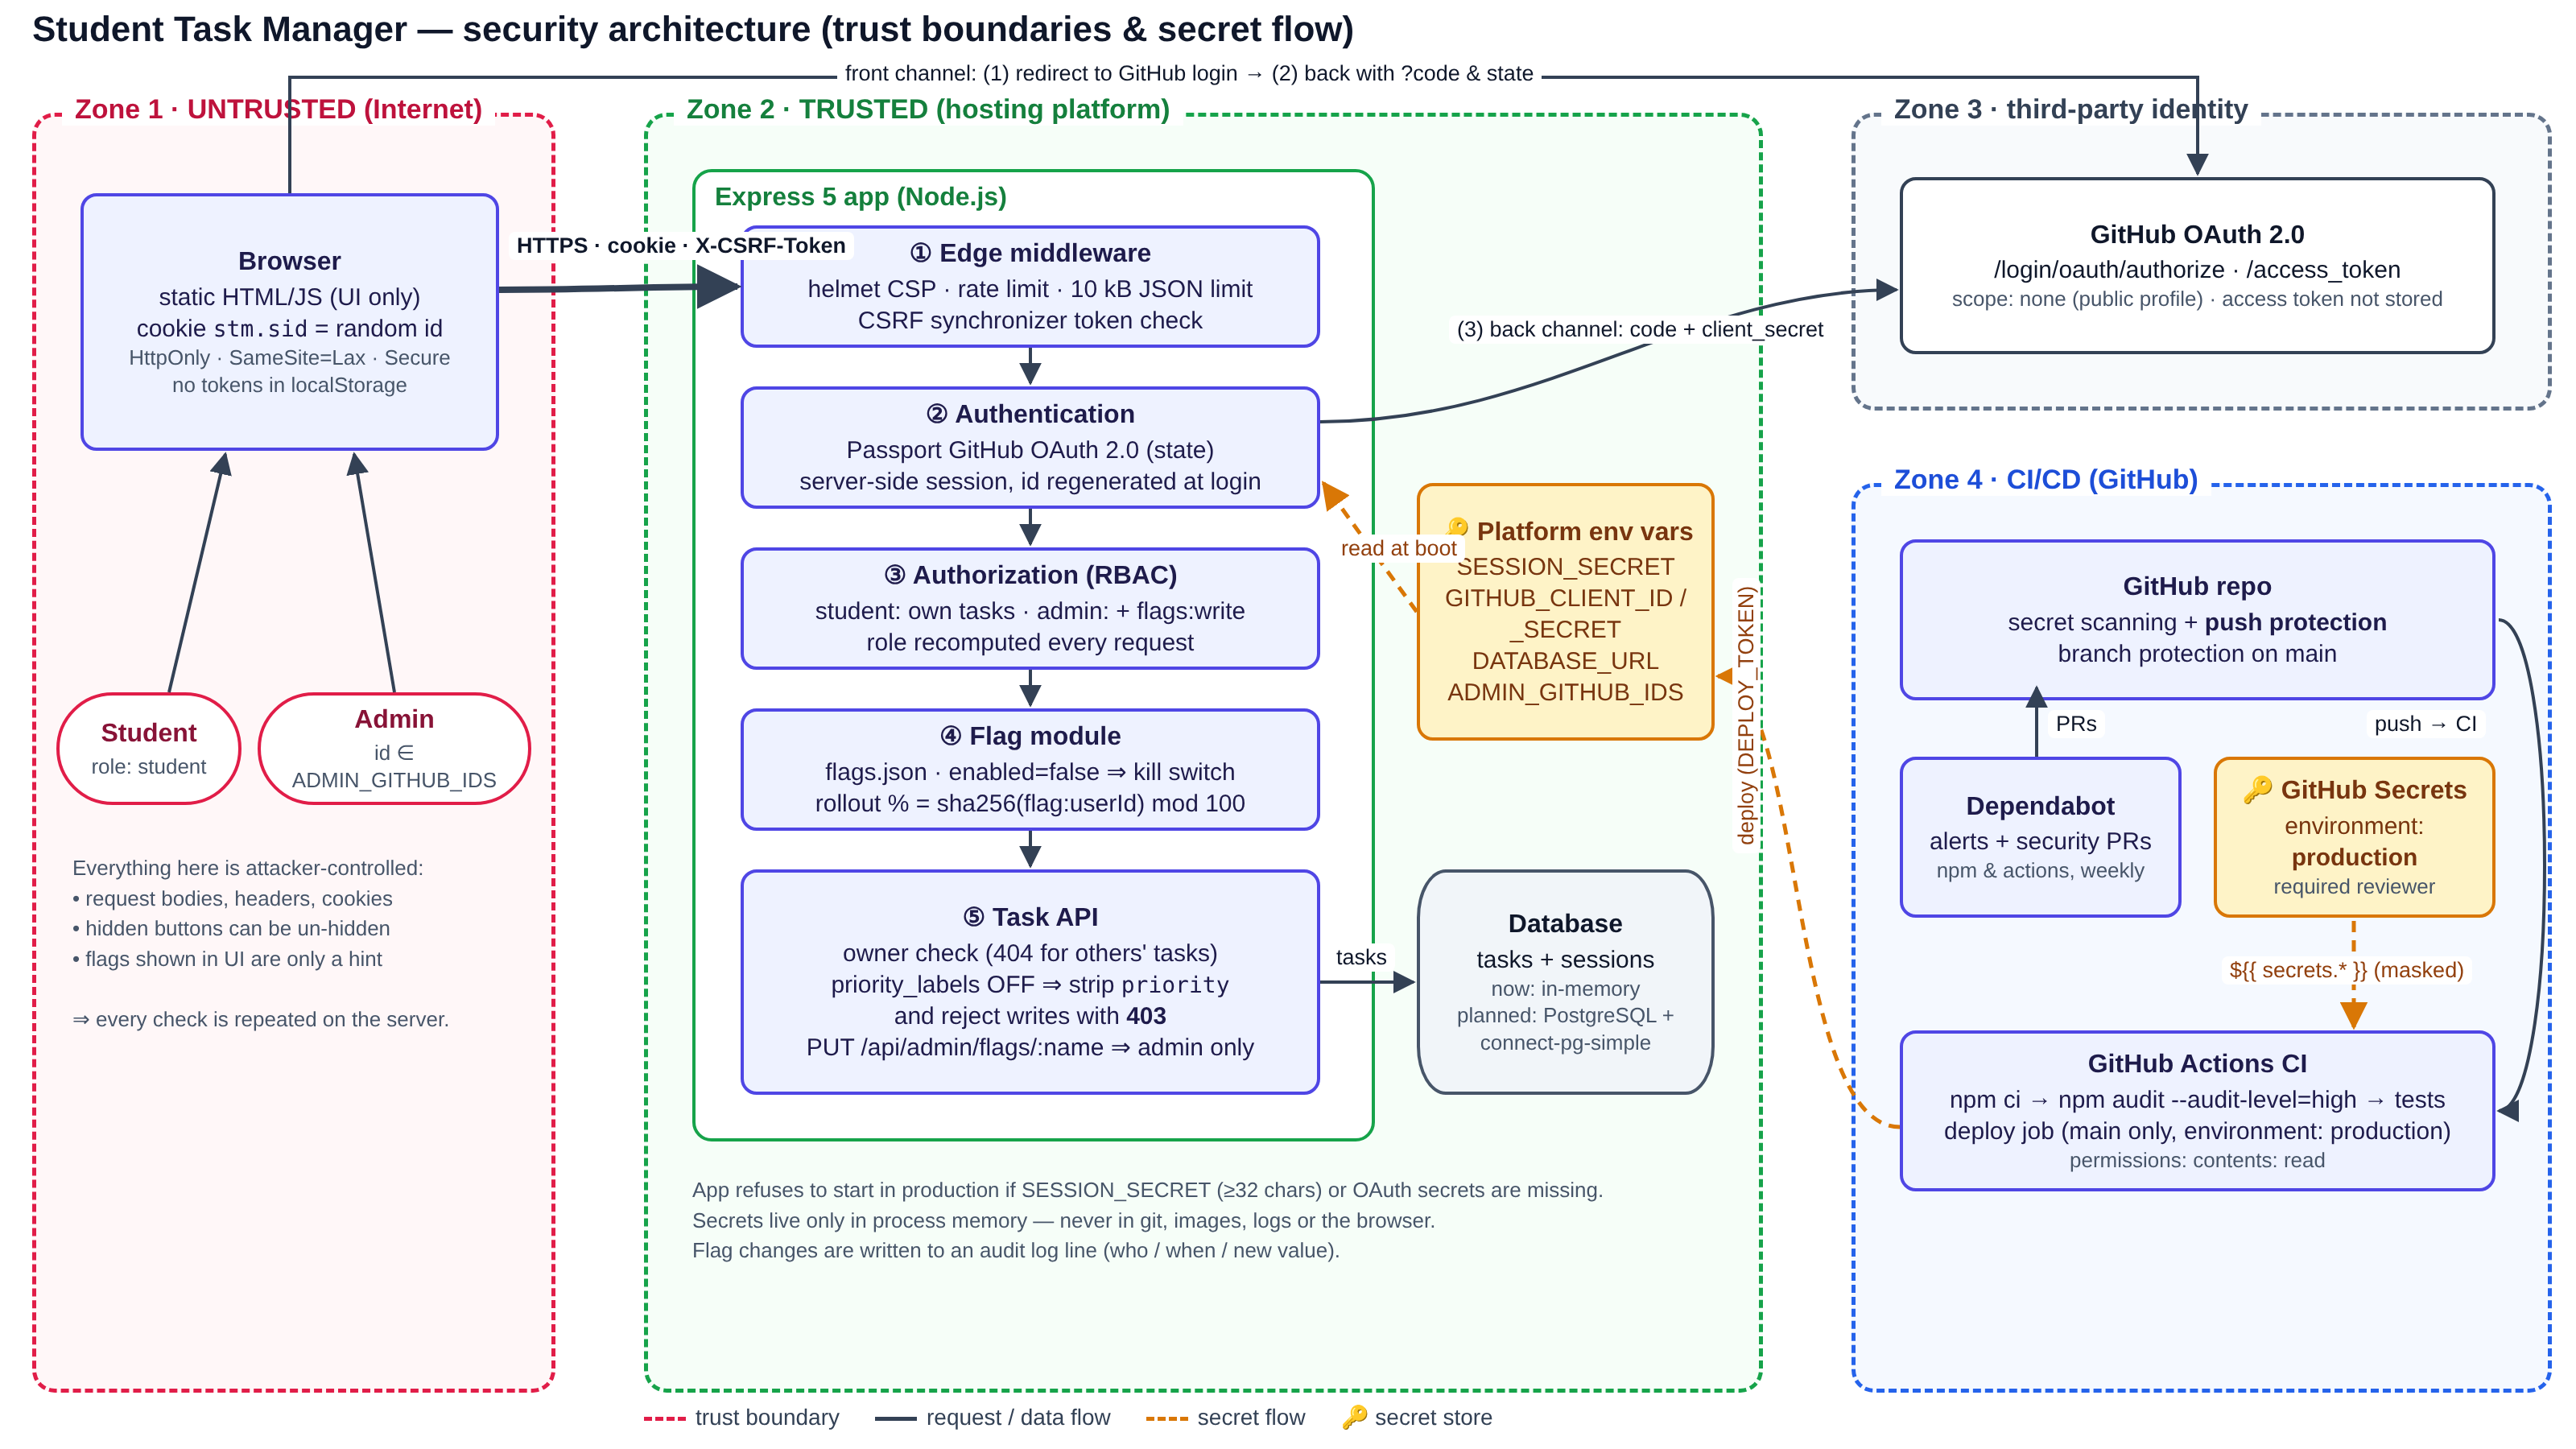 Student Task Manager — security architecture (trust boundaries & secret flow)
front channel: (1) redirect to GitHub login → (2) back with ?code & state
Zone 1 · UNTRUSTED (Internet)
Browser
static HTML/JS (UI only)
cookie stm.sid = random id
HttpOnly · SameSite=Lax · Secure
no tokens in localStorage
Student
role: student
Admin
id ∈
ADMIN_GITHUB_IDS
Everything here is attacker-controlled:
• request bodies, headers, cookies
• hidden buttons can be un-hidden
• flags shown in UI are only a hint
⇒ every check is repeated on the server.
HTTPS · cookie · X-CSRF-Token
Zone 2 · TRUSTED (hosting platform)
Express 5 app (Node.js)
① Edge middleware
helmet CSP · rate limit · 10 kB JSON limit
CSRF synchronizer token check
② Authentication
Passport GitHub OAuth 2.0 (state)
server-side session, id regenerated at login
③ Authorization (RBAC)
student: own tasks · admin: + flags:write
role recomputed every request
④ Flag module
flags.json · enabled=false ⇒ kill switch
rollout % = sha256(flag:userId) mod 100
⑤ Task API
owner check (404 for others' tasks)
priority_labels OFF ⇒ strip priority
and reject writes with 403
PUT /api/admin/flags/:name ⇒ admin only
(3) back channel: code + client_secret
read at boot
🔑 Platform env vars
SESSION_SECRET
GITHUB_CLIENT_ID /
_SECRET
DATABASE_URL
ADMIN_GITHUB_IDS
deploy (DEPLOY_TOKEN)
tasks
Database
tasks + sessions
now: in-memory
planned: PostgreSQL +
connect-pg-simple
App refuses to start in production if SESSION_SECRET (≥32 chars) or OAuth secrets are missing.
Secrets live only in process memory — never in git, images, logs or the browser.
Flag changes are written to an audit log line (who / when / new value).
Zone 3 · third-party identity
GitHub OAuth 2.0
/login/oauth/authorize · /access_token
scope: none (public profile) · access token not stored
Zone 4 · CI/CD (GitHub)
GitHub repo
secret scanning + push protection
branch protection on main
PRs
push → CI
Dependabot
alerts + security PRs
npm & actions, weekly
🔑 GitHub Secrets
environment:
production
required reviewer
${{ secrets.* }} (masked)
GitHub Actions CI
npm ci → npm audit --audit-level=high → tests
deploy job (main only, environment: production)
permissions: contents: read
trust boundary
request / data flow
secret flow
🔑 secret store